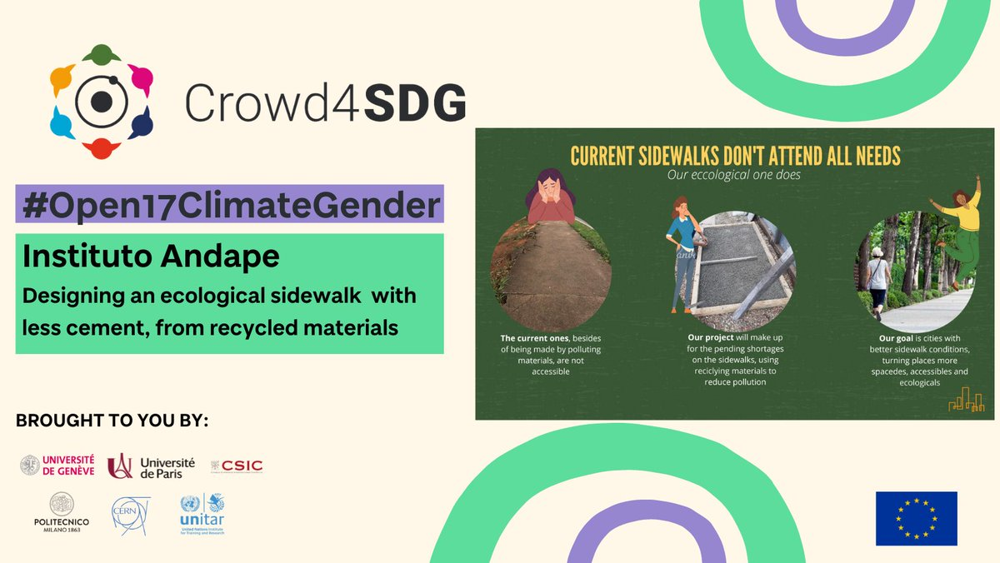 Crowd4SDG
#Open17ClimateGender
Instituto Andape
Designing an ecological sidewalk with
less cement, from recycled materials
CURRENT SIDEWALKS DON'T ATTEND ALL NEEDS
Our eccological one does
The current ones, besides
of being made by polluting
materials, are not
accessible
Our project will make up
for the pending shortages
on the sidewalks, using
reciclying materials to
reduce pollution
Our goal is cities with
better sidewalk conditions,
turning places more
spacedes, accessibles and
ecologicals
BROUGHT TO YOU BY:
UNIVERSITÉ
DE GENÈVE
Université
de Paris
CSIC
POLITECNICO
MILANO 1863
CERN
unitar
United Nations Institute
for Training and Research